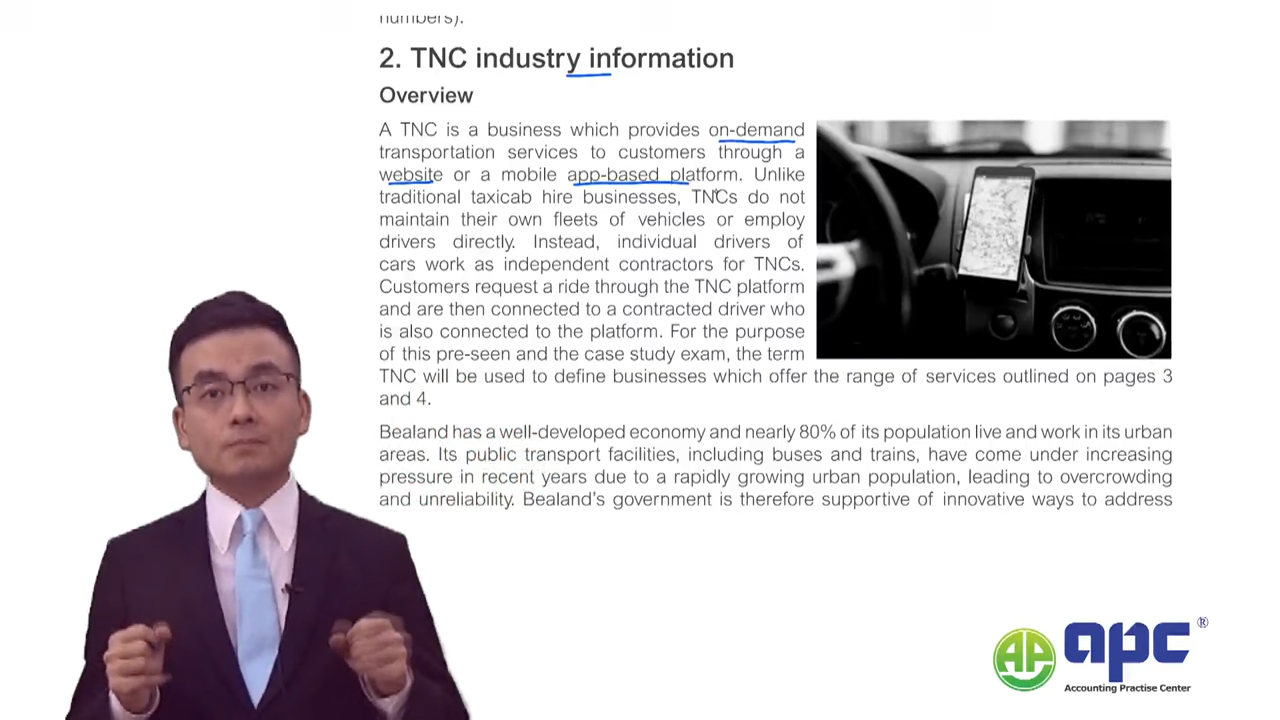 numbers).
2. TNC industry information
Overview
A TNC is a business which provides on-demand
transportation services to customers through a
website or a mobile app-based platform. Unlike
traditional taxicab hire businesses, TNCs do not
maintain their own fleets of vehicles or employ
drivers directly. Instead, individual drivers of
cars work as independent contractors for TNCs.
Customers request a ride through the TNC platform
and are then connected to a contracted driver who
is also connected to the platform. For the purpose
of this pre-seen and the case study exam, the term
TNC will be used to define businesses which offer the range of services outlined on pages 3
and 4.
Bealand has a well-developed economy and nearly 80% of its population live and work in its urban
areas. Its public transport facilities, including buses and trains, have come under increasing
pressure in recent years due to a rapidly growing urban population, leading to overcrowding
and unreliability. Bealand's government is therefore supportive of innovative ways to address
AP apc ®
Accounting Practise Center